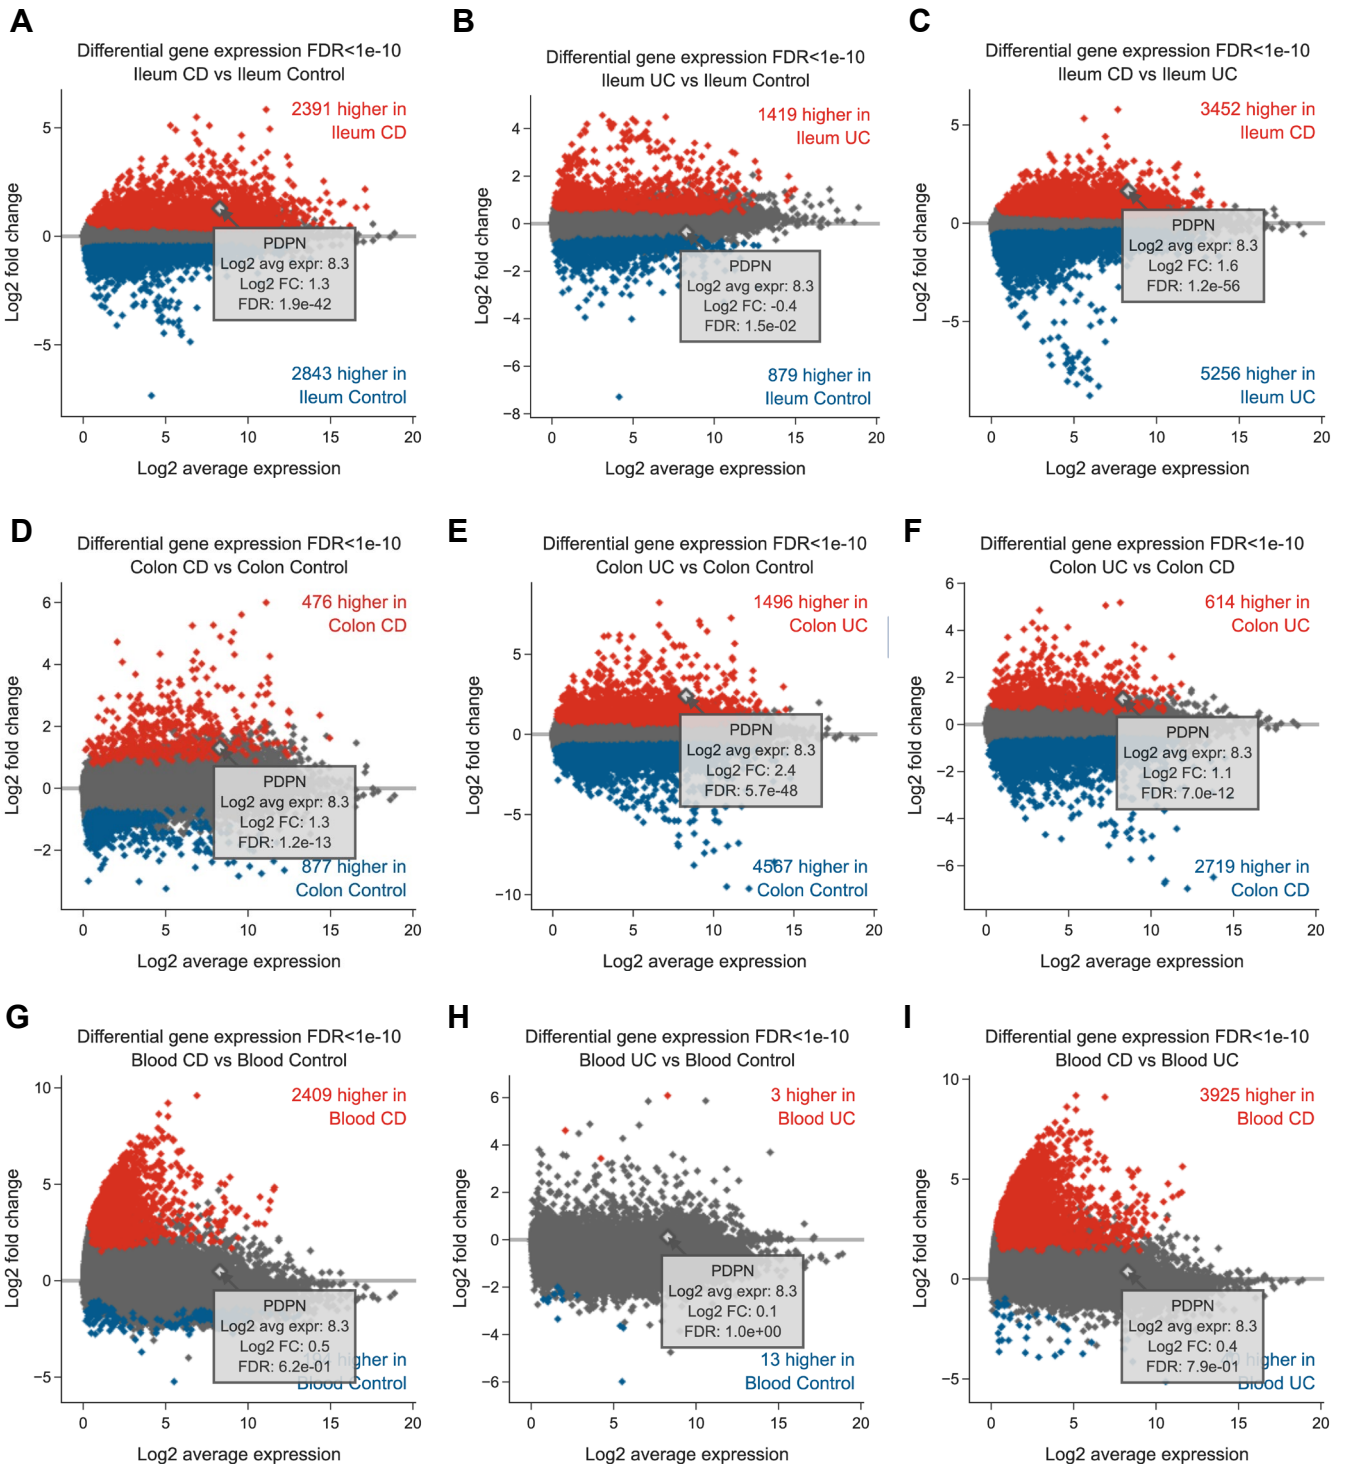 A
Differential gene expression FDR<1e-10
Ileum CD vs Ileum Control
2391 higher in
Ileum CD
5
0
−5
Log2 fold change
PDPN
Log2 avg expr: 8.3
Log2 FC: 1.3
FDR: 1.9e-42
2843 higher in
Ileum Control
0 5 10 15 20
Log2 average expression
B
Differential gene expression FDR<1e-10
Ileum UC vs Ileum Control
1419 higher in
Ileum UC
4
2
0
−2
−4
−6
−8
Log2 fold change
PDPN
Log2 avg expr: 8.3
Log2 FC: -0.4
FDR: 1.5e-02
879 higher in
Ileum Control
0 5 10 15 20
Log2 average expression
C
Differential gene expression FDR<1e-10
Ileum CD vs Ileum UC
3452 higher in
Ileum CD
5
0
−5
Log2 fold change
PDPN
Log2 avg expr: 8.3
Log2 FC: 1.6
FDR: 1.2e-56
5256 higher in
Ileum UC
0 5 10 15 20
Log2 average expression
D
Differential gene expression FDR<1e-10
Colon CD vs Colon Control
476 higher in
Colon CD
6
4
2
0
−2
Log2 fold change
PDPN
Log2 avg expr: 8.3
Log2 FC: 1.3
FDR: 1.2e-13
877 higher in
Colon Control
0 5 10 15 20
Log2 average expression
E
Differential gene expression FDR<1e-10
Colon UC vs Colon Control
1496 higher in
Colon UC
5
0
−5
−10
Log2 fold change
PDPN
Log2 avg expr: 8.3
Log2 FC: 2.4
FDR: 5.7e-48
4567 higher in
Colon Control
0 5 10 15 20
Log2 average expression
F
Differential gene expression FDR<1e-10
Colon UC vs Colon CD
614 higher in
Colon UC
6
4
2
0
−2
−4
−6
Log2 fold change
PDPN
Log2 avg expr: 8.3
Log2 FC: 1.1
FDR: 7.0e-12
2719 higher in
Colon CD
0 5 10 15 20
Log2 average expression
G
Differential gene expression FDR<1e-10
Blood CD vs Blood Control
2409 higher in
Blood CD
10
5
0
−5
Log2 fold change
PDPN
Log2 avg expr: 8.3
Log2 FC: 0.5
FDR: 6.2e-01
higher in
Blood Control
0 5 10 15 20
Log2 average expression
H
Differential gene expression FDR<1e-10
Blood UC vs Blood Control
3 higher in
Blood UC
6
4
2
0
−2
−4
−6
Log2 fold change
PDPN
Log2 avg expr: 8.3
Log2 FC: 0.1
FDR: 1.0e+00
13 higher in
Blood Control
0 5 10 15 20
Log2 average expression
I
Differential gene expression FDR<1e-10
Blood CD vs Blood UC
3925 higher in
Blood CD
10
5
0
−5
Log2 fold change
PDPN
Log2 avg expr: 8.3
Log2 FC: 0.4
FDR: 7.9e-01
higher in
Blood UC
0 5 10 15 20
Log2 average expression